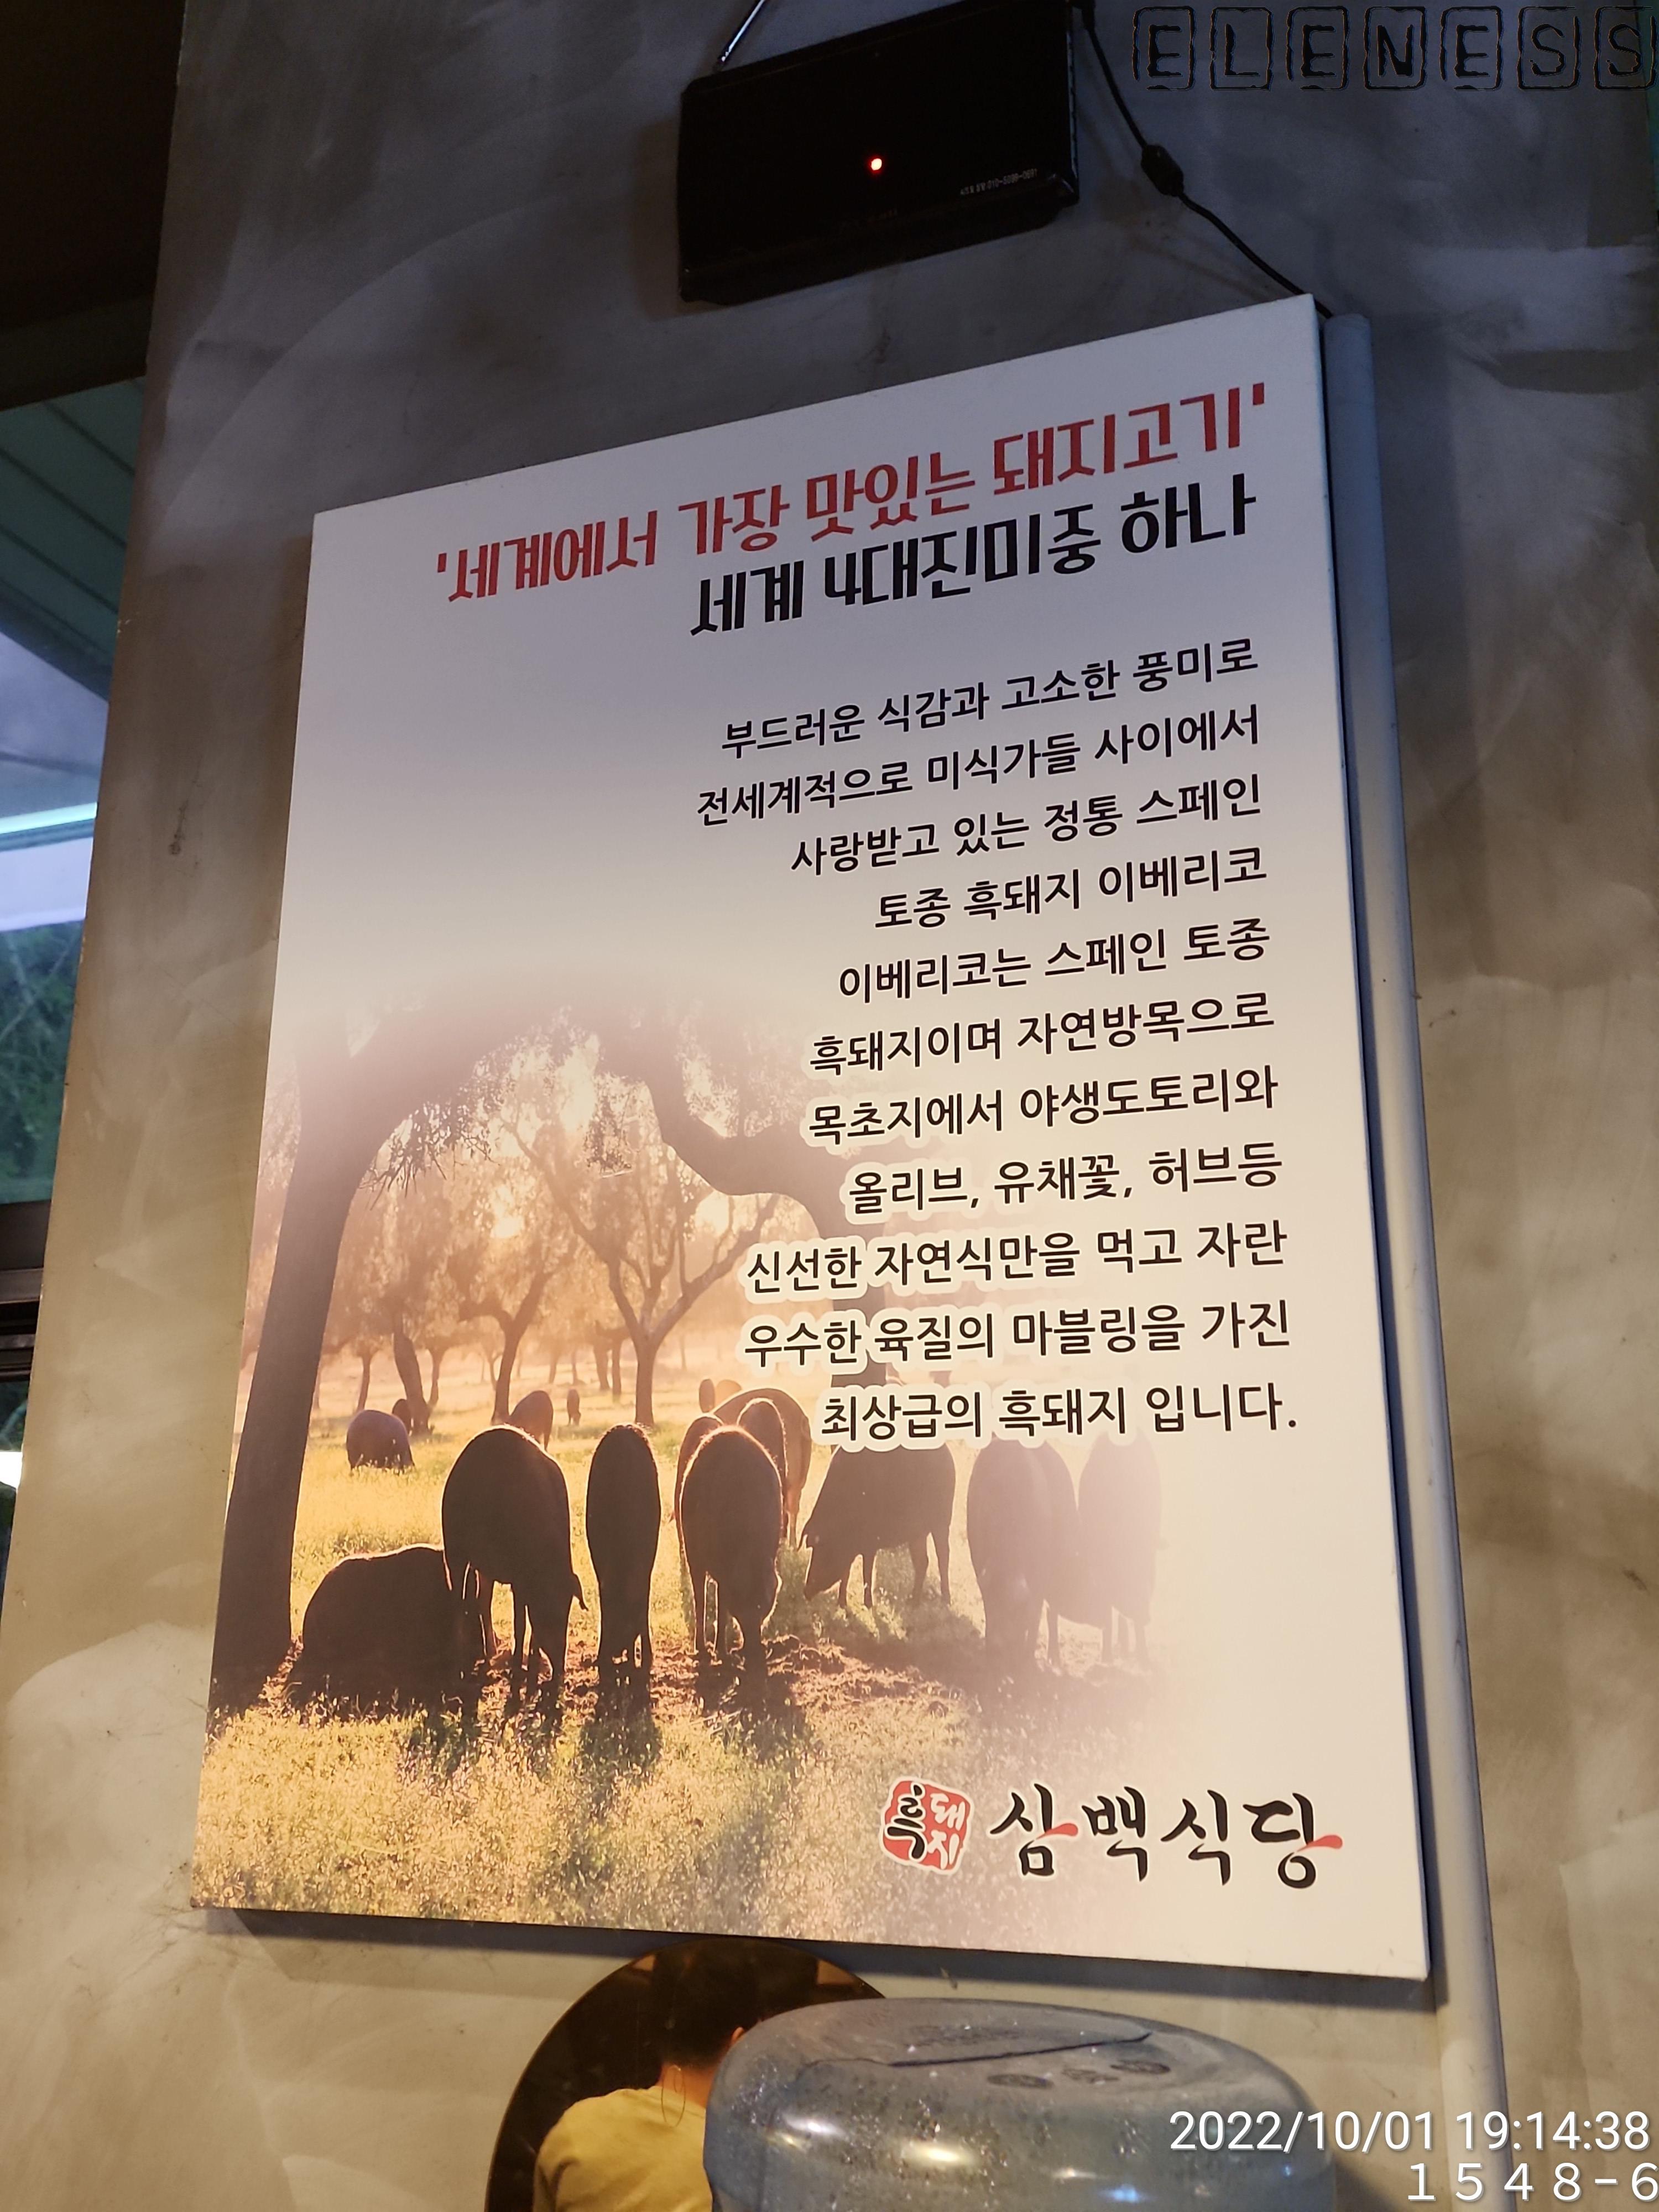 ELENESS
'세계에서 가장 맛있는 돼지고기'
세계 4대진미중 하나
부드러운 식감과 고소한 풍미로
전세계적으로 미식가들 사이에서
사랑받고 있는 정통 스페인
토종 흑돼지 이베리코
이베리코는 스페인 토종
흑돼지이며 자연방목으로
목초지에서 야생도토리와
올리브, 유채꽃, 허브등
신선한 자연식만을 먹고 자란
우수한 육질의 마블링을 가진
최상급의 흑돼지 입니다.
흑돼지 삼백식당
2022/10/01 19:14:38
1548-6